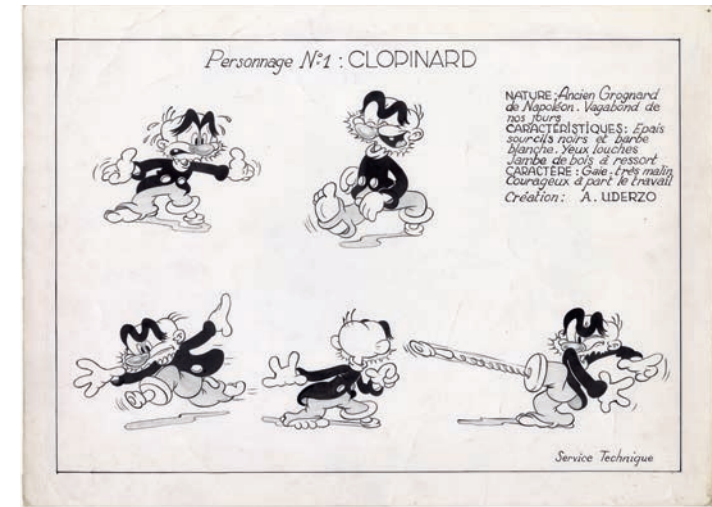 Personnage N°1 : CLOPINARD
NATURE : Ancien Grognard
de Napoléon. Vagabond de
nos jours
CARACTÉRISTIQUES : Epais
sourcils noirs et barbe
blanche. Yeux louches
Jambe de bois à ressort
CARACTÈRE : Gaie - très malin
Courageux à part le travail
Création : A. UDERZO
Service Technique